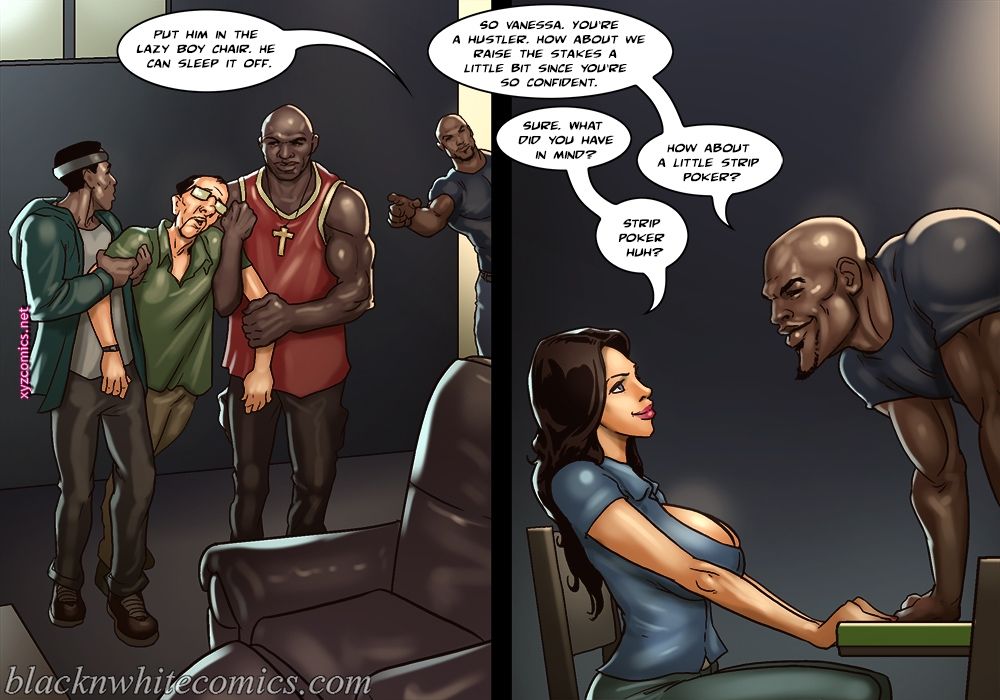 PUT HIM IN THE
LAZY BOY CHAIR. HE
CAN SLEEP IT OFF.
SO VANESSA. YOU'RE
A HUSTLER. HOW ABOUT WE
RAISE THE STAKES A
LITTLE BIT SINCE YOU'RE
SO CONFIDENT.
SURE. WHAT
DID YOU HAVE
IN MIND?
HOW ABOUT
A LITTLE STRIP
POKER?
STRIP
POKER
HUH?
xyzcomics.net
blacknwhitecomics.com